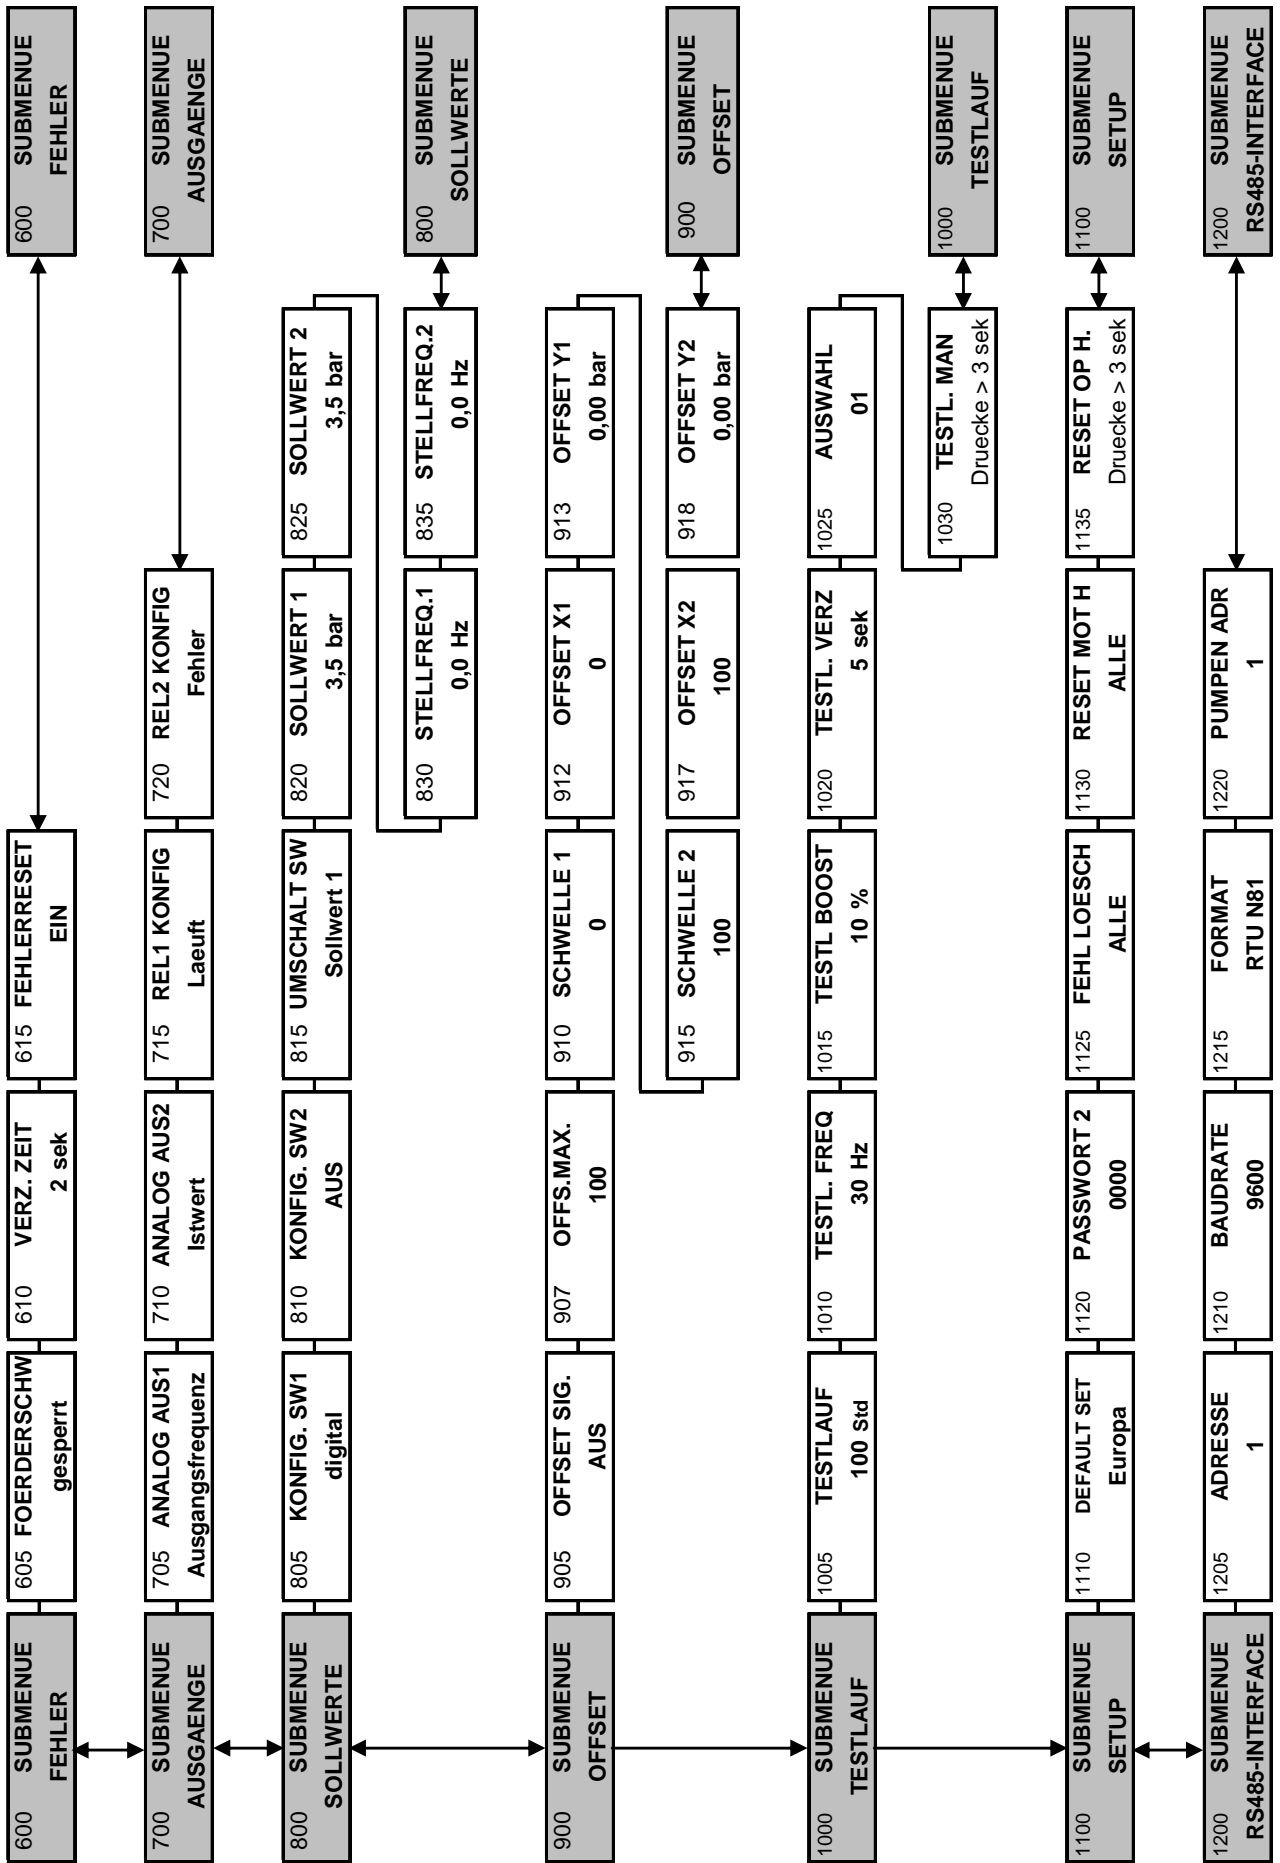 600 SUBMENUE
FEHLER
605 FOERDERSCHW
gesperrt
610 VERZ. ZEIT
2 sek
615 FEHLERRESET
EIN
600 SUBMENUE
FEHLER
700 SUBMENUE
AUSGAENGE
705 ANALOG AUS1
Ausgangsfrequenz
710 ANALOG AUS2
Istwert
715 REL1 KONFIG
Laeuft
720 REL2 KONFIG
Fehler
700 SUBMENUE
AUSGAENGE
800 SUBMENUE
SOLLWERTE
805 KONFIG. SW1
digital
810 KONFIG. SW2
AUS
815 UMSCHALT SW
Sollwert 1
820 SOLLWERT 1
3,5 bar
825 SOLLWERT 2
3,5 bar
830 STELLFREQ.1
0,0 Hz
835 STELLFREQ.2
0,0 Hz
800 SUBMENUE
SOLLWERTE
900 SUBMENUE
OFFSET
905 OFFSET SIG.
AUS
907 OFFS.MAX.
100
910 SCHWELLE 1
0
912 OFFSET X1
0
913 OFFSET Y1
0,00 bar
915 SCHWELLE 2
100
917 OFFSET X2
100
918 OFFSET Y2
0,00 bar
900 SUBMENUE
OFFSET
1000 SUBMENUE
TESTLAUF
1005 TESTLAUF
100 Std
1010 TESTL. FREQ
30 Hz
1015 TESTL BOOST
10 %
1020 TESTL. VERZ
5 sek
1025 AUSWAHL
01
1030 TESTL. MAN
Druecke > 3 sek
1000 SUBMENUE
TESTLAUF
1100 SUBMENUE
SETUP
1110 DEFAULT SET
Europa
1120 PASSWORT 2
0000
1125 FEHL LOESCH
ALLE
1130 RESET MOT H
ALLE
1135 RESET OP H.
Druecke > 3 sek
1100 SUBMENUE
SETUP
1200 SUBMENUE
RS485-INTERFACE
1205 ADRESSE
1
1210 BAUDRATE
9600
1215 FORMAT
RTU N81
1220 PUMPEN ADR
1
1200 SUBMENUE
RS485-INTERFACE